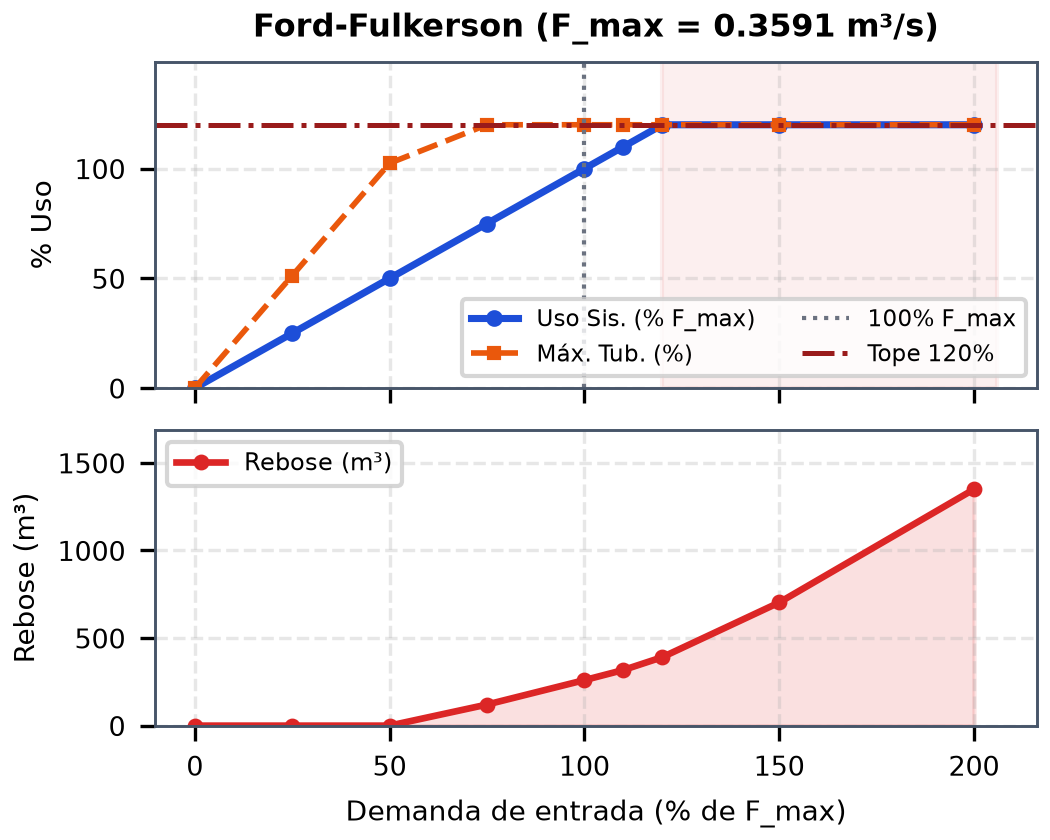 Ford-Fulkerson (F_max = 0.3591 m³/s)
% Uso
100
50
0
Uso Sis. (% F_max)
Máx. Tub. (%)
100% F_max
Tope 120%
Rebose (m³)
1500
1000
500
0
Rebose (m³)
0 50 100 150 200
Demanda de entrada (% de F_max)